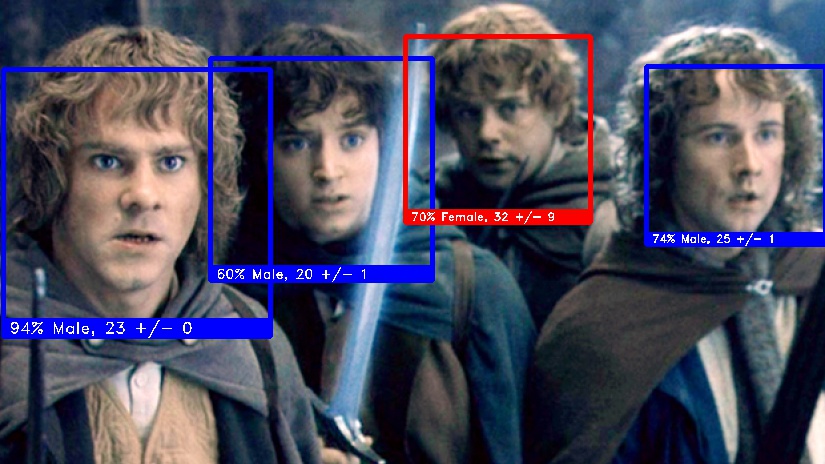 94% Male, 23 +/- 0
60% Male, 20 +/- 1
70% Female, 32 +/- 9
74% Male, 25 +/- 1